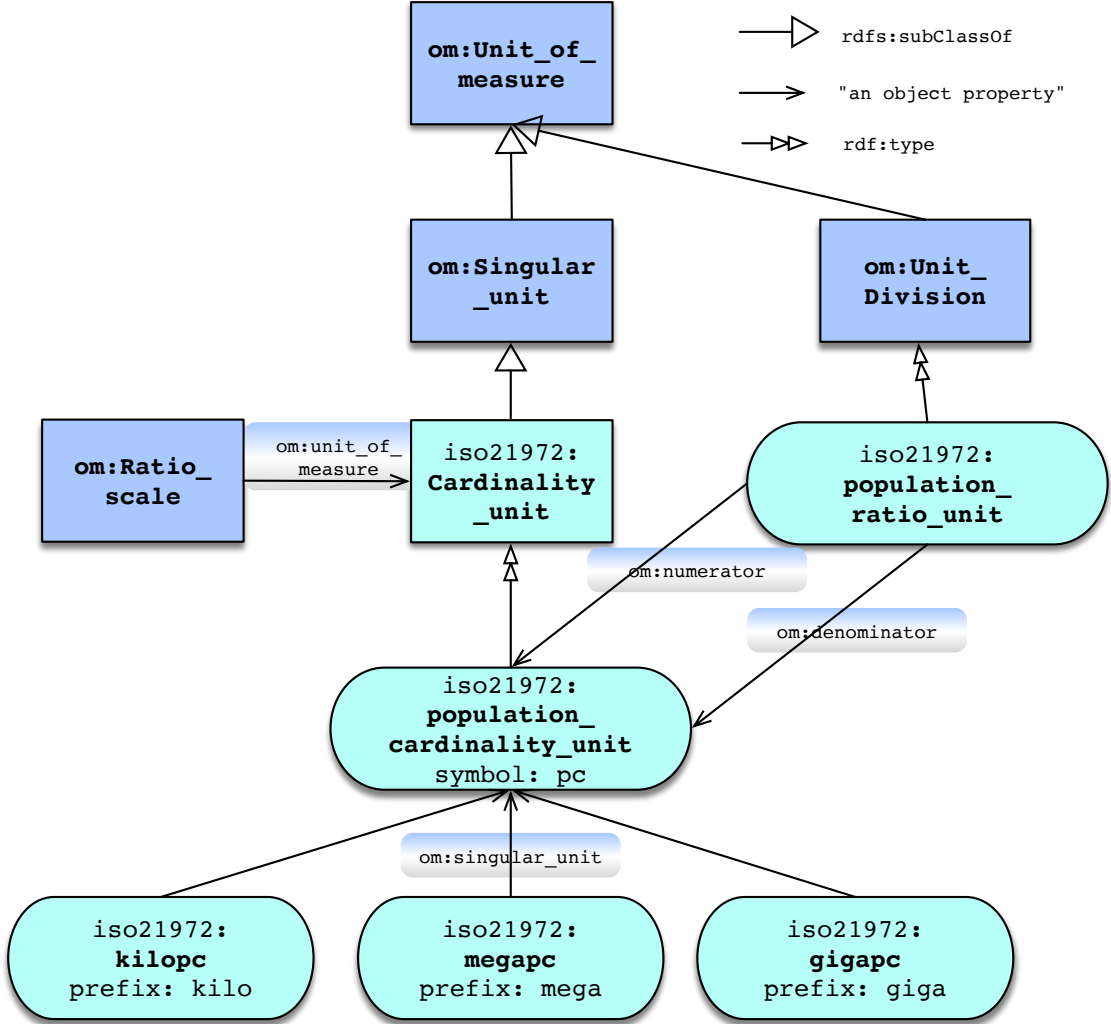 om:Unit_of_
measure
rdfs:subClassOf
"an object property"
rdf:type
om:Singular
_unit
om:Unit_
Division
om:Ratio_
scale
om:unit_of_
measure
iso21972:
Cardinality
_unit
iso21972:
population_
ratio_unit
om:numerator
om:denominator
iso21972:
population_
cardinality_unit
symbol: pc
om:singular_unit
iso21972:
kilopc
prefix: kilo
iso21972:
megapc
prefix: mega
iso21972:
gigapc
prefix: giga